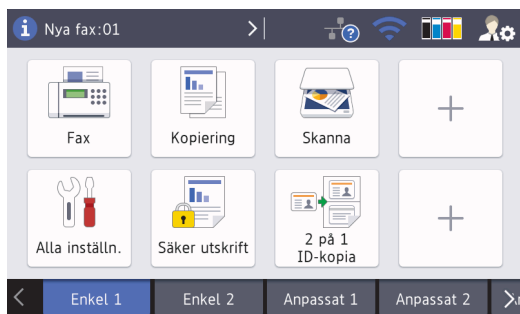 Nya fax:01
Fax
Kopiering
Skanna
Alla inställn.
Säker utskrift
2 på 1
ID-kopia
Enkel 1
Enkel 2
Anpassat 1
Anpassat 2